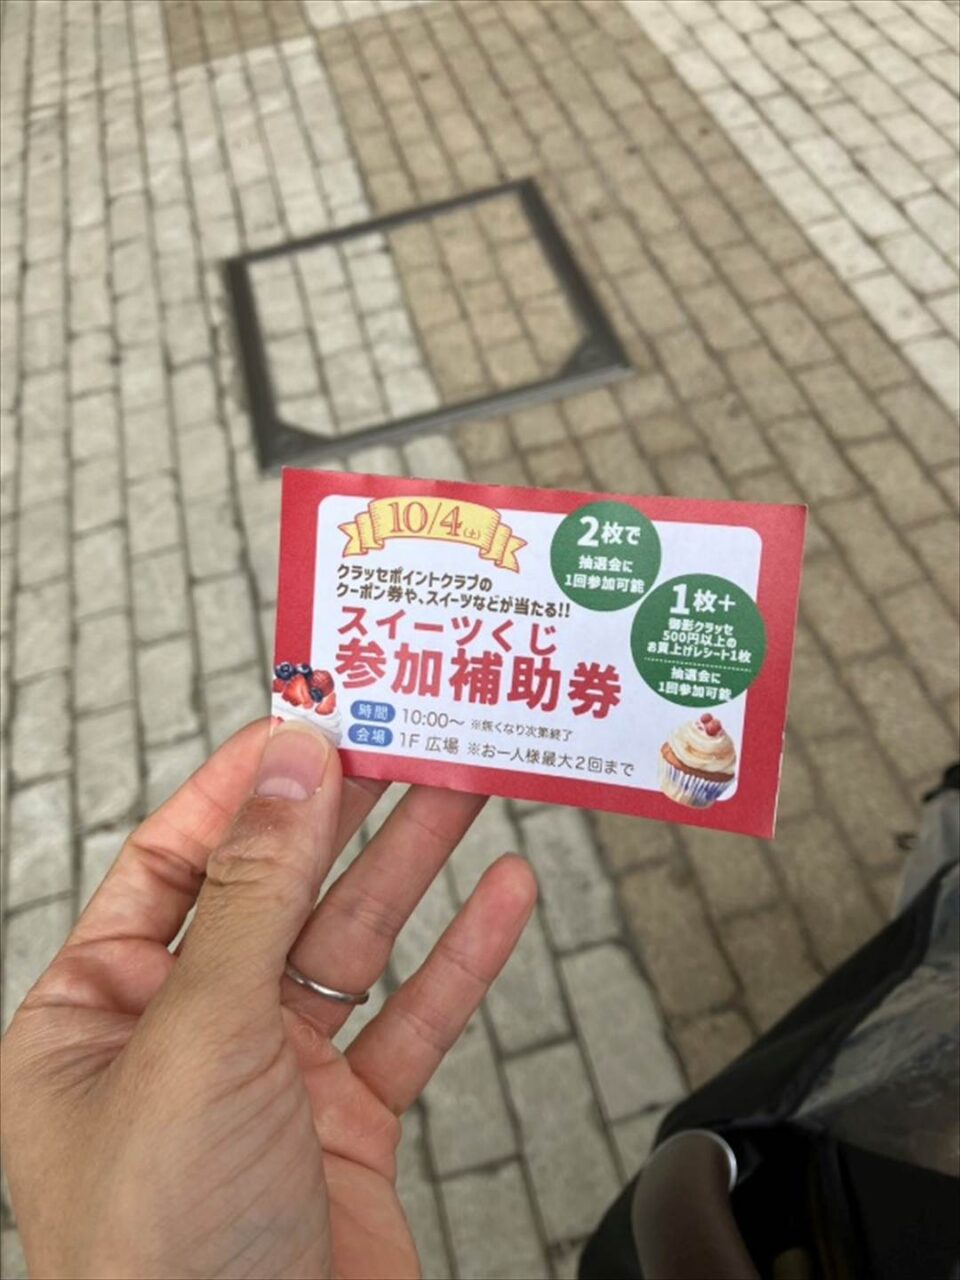 10/4(土)
クラッセポイントクラブの
クーポン券や、スイーツなどが当たる!!
スイーツくじ
参加補助券
時間 10:00〜 ※無くなり次第終了
会場 1F 広場 ※お一人様最大2回まで
2枚で
抽選会に
1回参加可能
1枚+
御影クラッセ
500円以上の
お買上げレシート1枚
抽選会に
1回参加可能